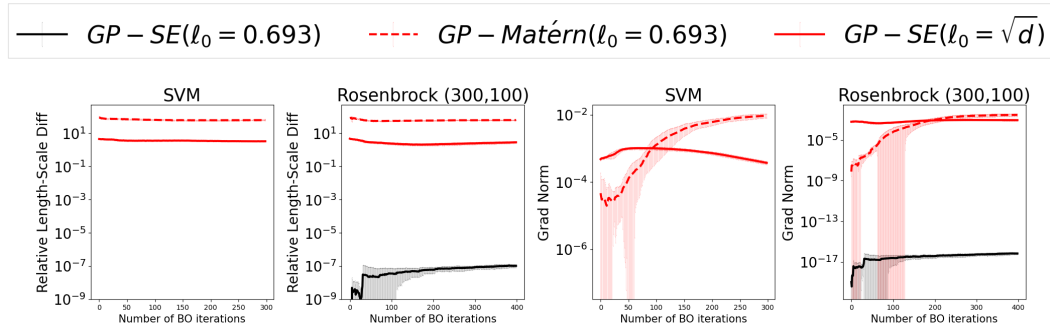 GP − SE(ℓ₀ = 0.693) GP − Matérn(ℓ₀ = 0.693) GP − SE(ℓ₀ = √d)
SVM Rosenbrock (300,100) SVM Rosenbrock (300,100)
Relative Length-Scale Diff
10¹
10⁻¹
10⁻³
10⁻⁵
10⁻⁷
10⁻⁹
0 50 100 150 200 250 300
Number of BO iterations
Relative Length-Scale Diff
10¹
10⁻¹
10⁻³
10⁻⁵
10⁻⁷
10⁻⁹
0 100 200 300 400
Number of BO iterations
Grad Norm
10⁻²
10⁻⁴
10⁻⁶
0 50 100 150 200 250 300
Number of BO iterations
Grad Norm
10⁻⁵
10⁻⁹
10⁻¹³
10⁻¹⁷
0 100 200 300 400
Number of BO iterations